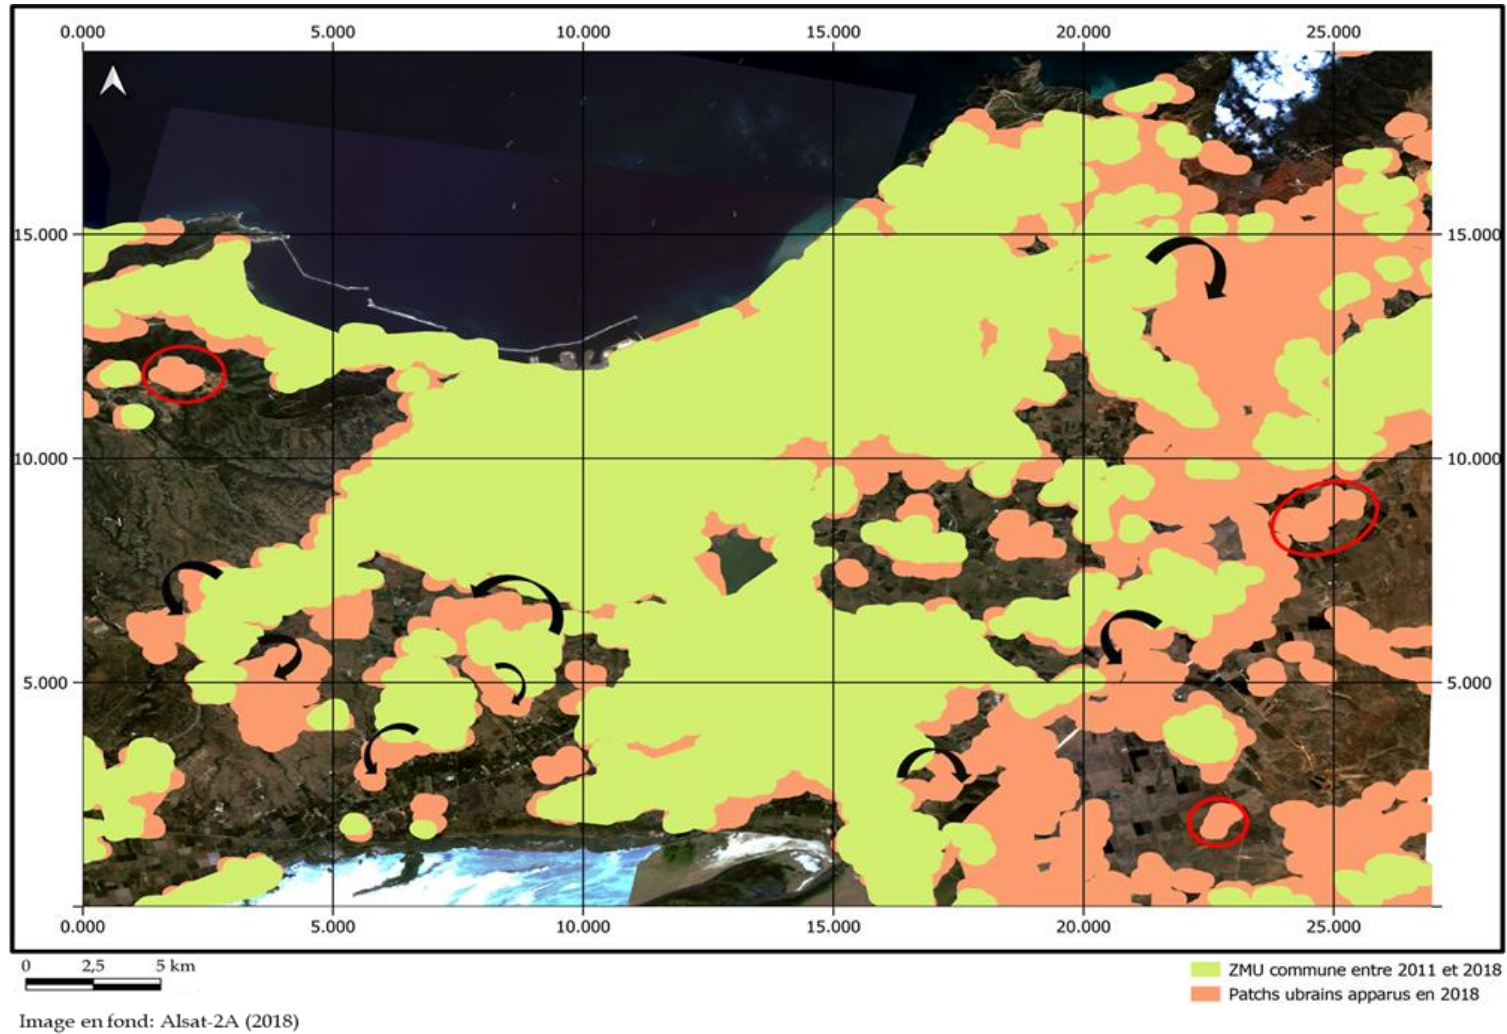 0.000 5.000 10.000 15.000 20.000 25.000
15.000 15.000
10.000 10.000
5.000 5.000
0.000 5.000 10.000 15.000 20.000 25.000
0 2,5 5 km
ZMU commune entre 2011 et 2018
Patchs ubrains apparus en 2018
Image en fond: Alsat-2A (2018)